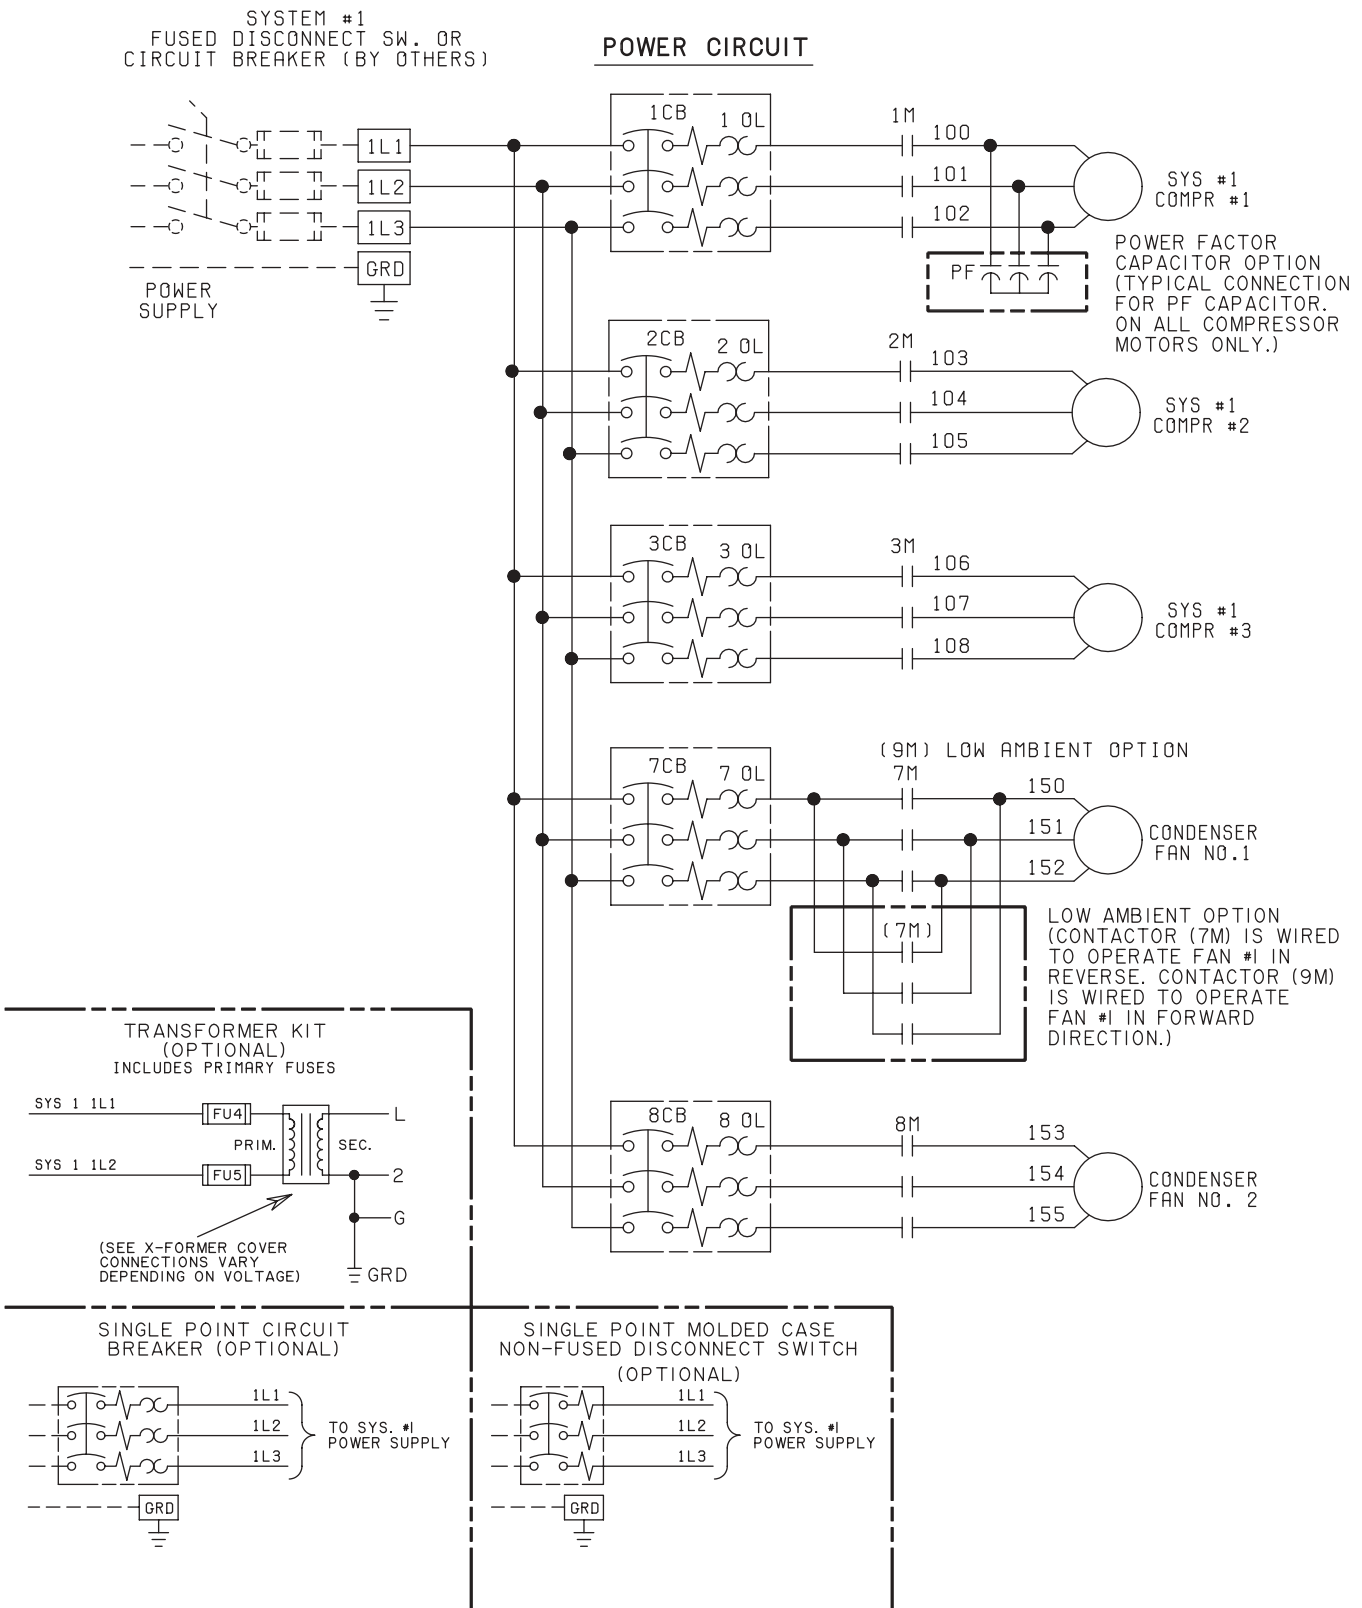 SYSTEM #1
FUSED DISCONNECT SW. OR
CIRCUIT BREAKER (BY OTHERS)
POWER CIRCUIT
1CB
1 OL
1M
100
1L1
101
1L2
102
1L3
SYS #1
COMPR #1
GRD
POWER
SUPPLY
PF
POWER FACTOR
CAPACITOR OPTION
(TYPICAL CONNECTION
FOR PF CAPACITOR.
ON ALL COMPRESSOR
MOTORS ONLY.)
2CB
2 OL
2M
103
104
105
SYS #1
COMPR #2
3CB
3 OL
3M
106
107
108
SYS #1
COMPR #3
(9M) LOW AMBIENT OPTION
7CB
7 OL
7M
150
151
152
CONDENSER
FAN NO.1
(7M)
LOW AMBIENT OPTION
(CONTACTOR (7M) IS WIRED
TO OPERATE FAN #1 IN
REVERSE. CONTACTOR (9M)
IS WIRED TO OPERATE
FAN #1 IN FORWARD
DIRECTION.)
TRANSFORMER KIT
(OPTIONAL)
INCLUDES PRIMARY FUSES
SYS 1 1L1
FU4
L
PRIM.
SEC.
SYS 1 1L2
FU5
2
G
(SEE X-FORMER COVER
CONNECTIONS VARY
DEPENDING ON VOLTAGE)
GRD
8CB
8 OL
8M
153
154
155
CONDENSER
FAN NO. 2
SINGLE POINT CIRCUIT
BREAKER (OPTIONAL)
1L1
1L2
1L3
TO SYS. #1
POWER SUPPLY
GRD
SINGLE POINT MOLDED CASE
NON-FUSED DISCONNECT SWITCH
(OPTIONAL)
1L1
1L2
1L3
TO SYS. #1
POWER SUPPLY
GRD